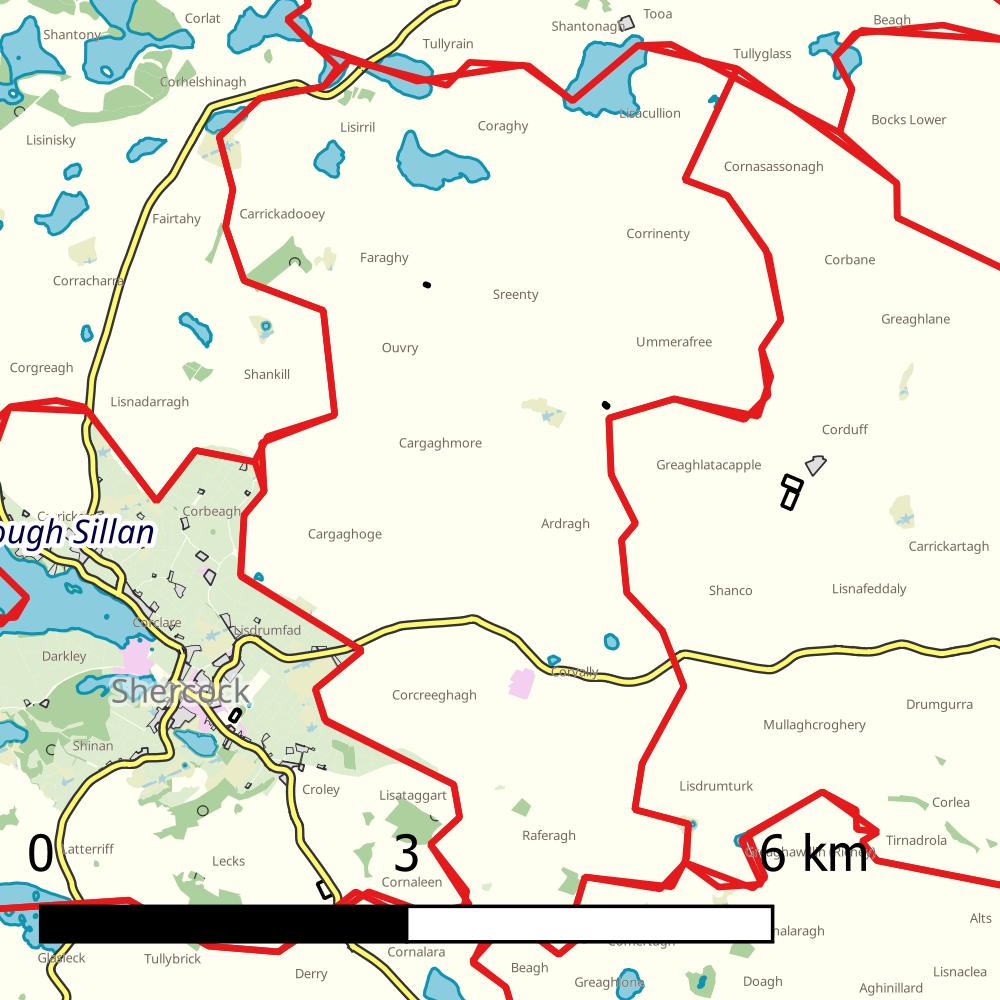 Corlat
Tooa
Shantonagh
Beagh
Shantony
Tullyrain
Tullyglass
Corhelshinagh
Lisacullion
Bocks Lower
Lisirril
Coraghy
Lisinisky
Cornasassonagh
Carrickadooey
Fairtahy
Corrinenty
Faraghy
Corbane
Corracharra
Sreenty
Greaghlane
Ummerafree
Ouvry
Corgreagh
Shankill
Lisnadarragh
Corduff
Cargaghmore
Greaghlatacapple
Corbeagh
Ardragh
ough Sillan
Cargaghoge
Carrickartagh
Shanco
Lisnafeddaly
Corclare
Lisdrumfad
Darkley
Corvally
Shercock
Corcreeghagh
Drumgurra
Mullaghcroghery
Shinan
Lisdrumturk
Croley
Lisataggart
Corlea
Raferagh
Tirnadrola
Latterriff
0
3
6 km
Lecks
Cornaleen
Alts
nalaragh
Cornalara
Glasleck
Tullybrick
Beagh
Lisnaclea
Derry
Greaghlone
Doagh
Aghinillard